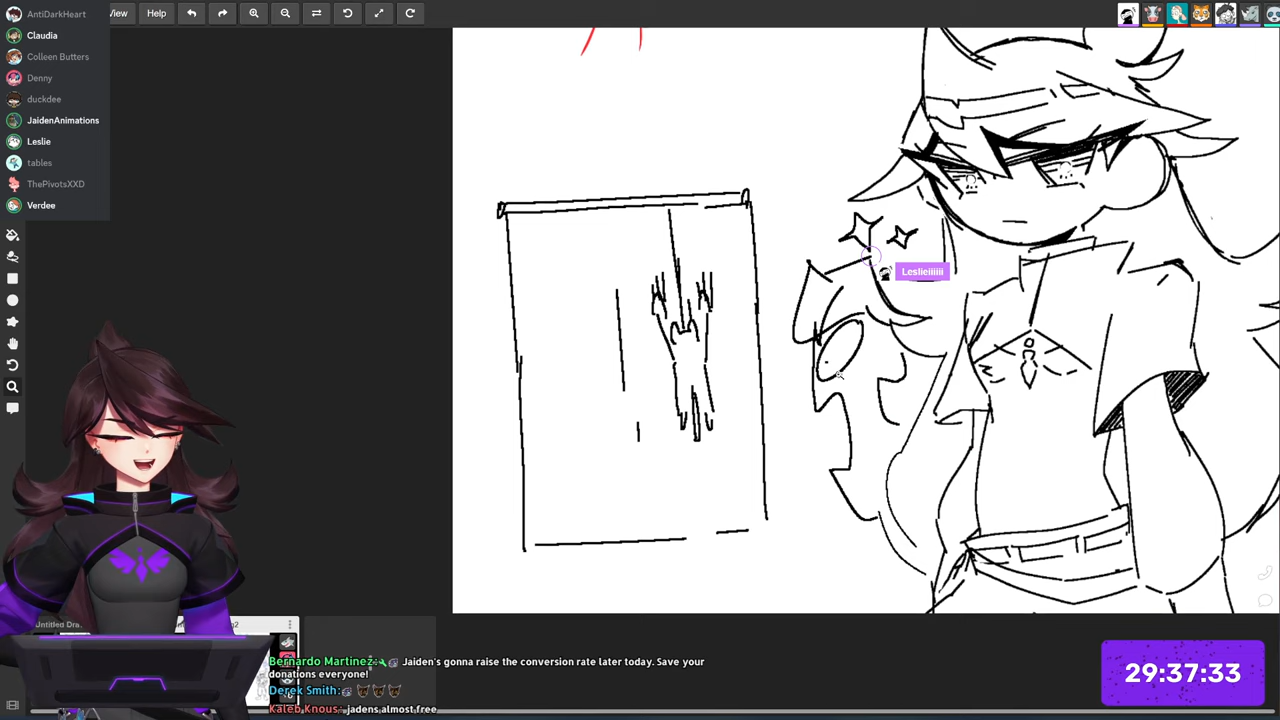 AntiDarkHeart
View Help
Claudia
Colleen Butters
Denny
duckdee
JaidenAnimations
Leslie
tables
ThePivotsXXD
Verdee
Leslieiiiiii
Untitled Dra
Bernardo Martinez: Jaiden's gonna raise the conversion rate later today. Save your
donations everyone!
Derek Smith:
Kaleb Knous: jadens almost free
29:37:33